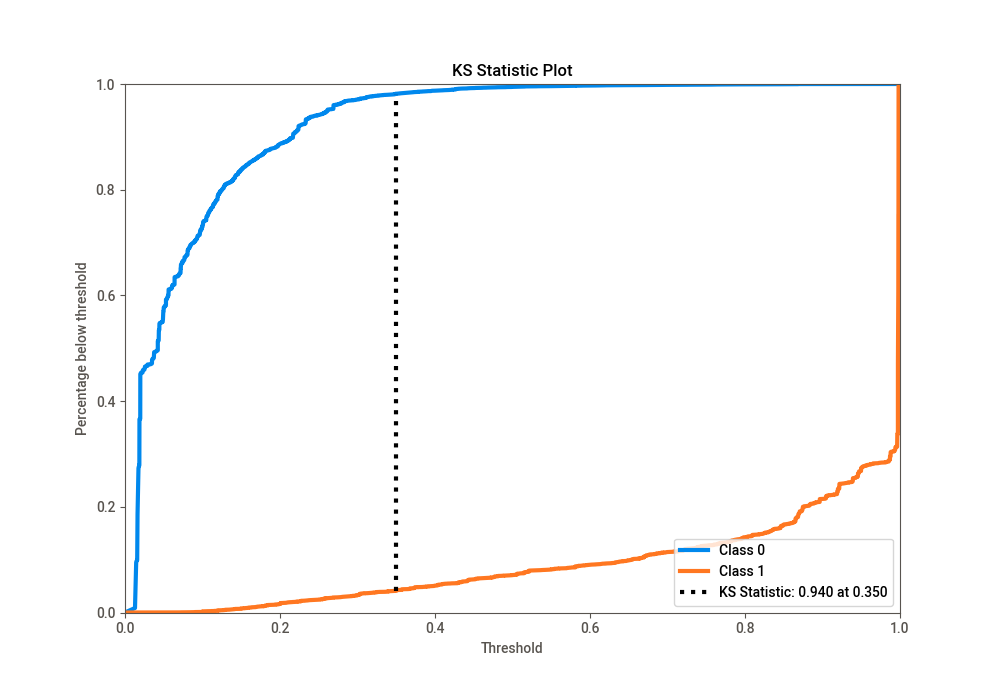 KS Statistic Plot
1.0
0.8
0.6
0.4
0.2
0.0
Percentage below threshold
0.0 0.2 0.4 0.6 0.8 1.0
Threshold
Class 0
Class 1
KS Statistic: 0.940 at 0.350